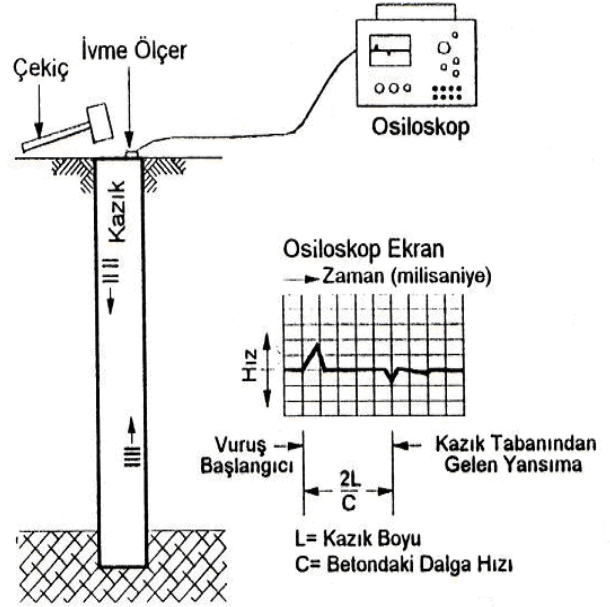 İvme Ölçer
Çekiç
Osiloskop
Kazık
Osiloskop Ekran
Zaman (milisaniye)
Hız
Vuruş
Başlangıcı
Kazık Tabanından
Gelen Yansıma
2L
C
L= Kazık Boyu
C= Betondaki Dalga Hızı